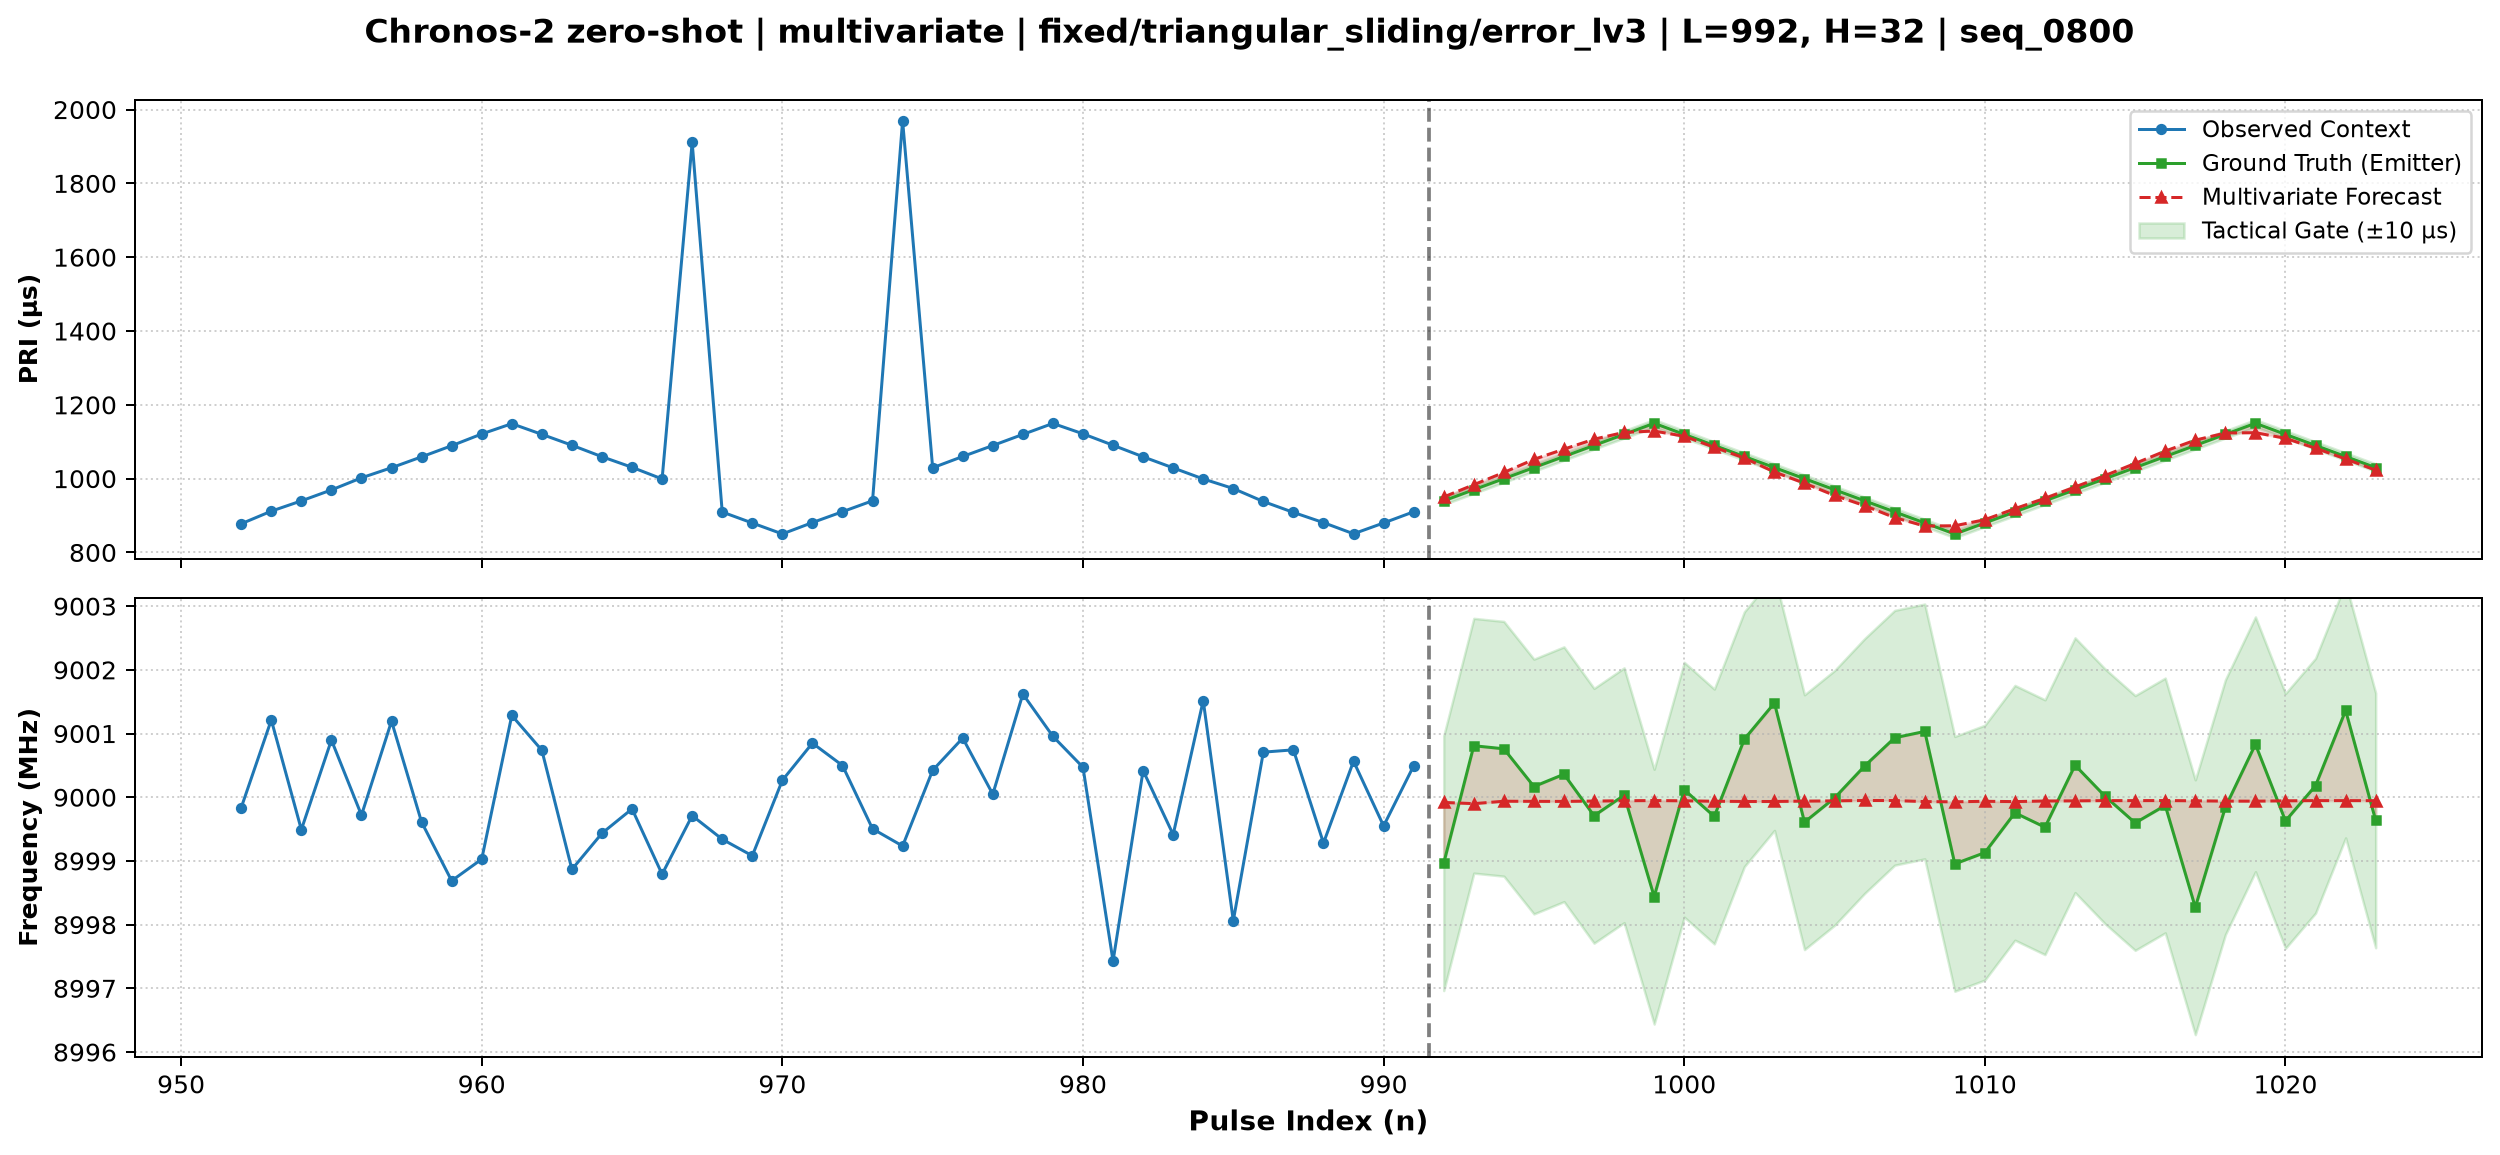 Chronos-2 zero-shot | multivariate | fixed/triangular_sliding/error_lv3 | L=992, H=32 | seq_0800
2000
1800
1600
1400
1200
1000
800
PRI (µs)
Observed Context
Ground Truth (Emitter)
Multivariate Forecast
Tactical Gate (±10 µs)
9003
9002
9001
9000
8999
8998
8997
8996
Frequency (MHz)
950 960 970 980 990 1000 1010 1020
Pulse Index (n)